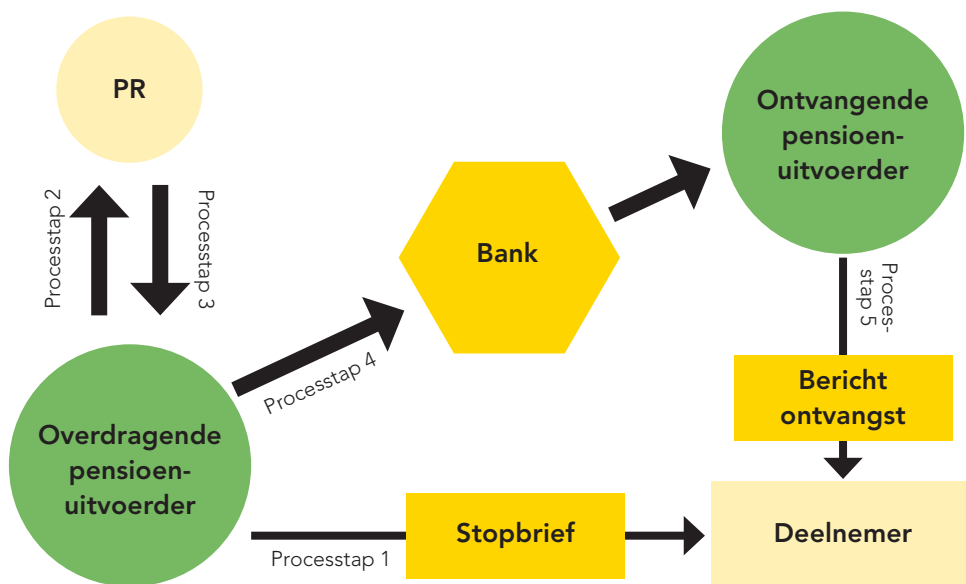 PR
Ontvangende
pensioen-
uitvoerder
Processtap 2
Processtap 3
Bank
Proces-
stap 5
Processtap 4
Bericht
ontvangst
Overdragende
pensioen-
uitvoerder
Stopbrief
Deelnemer
Processtap 1